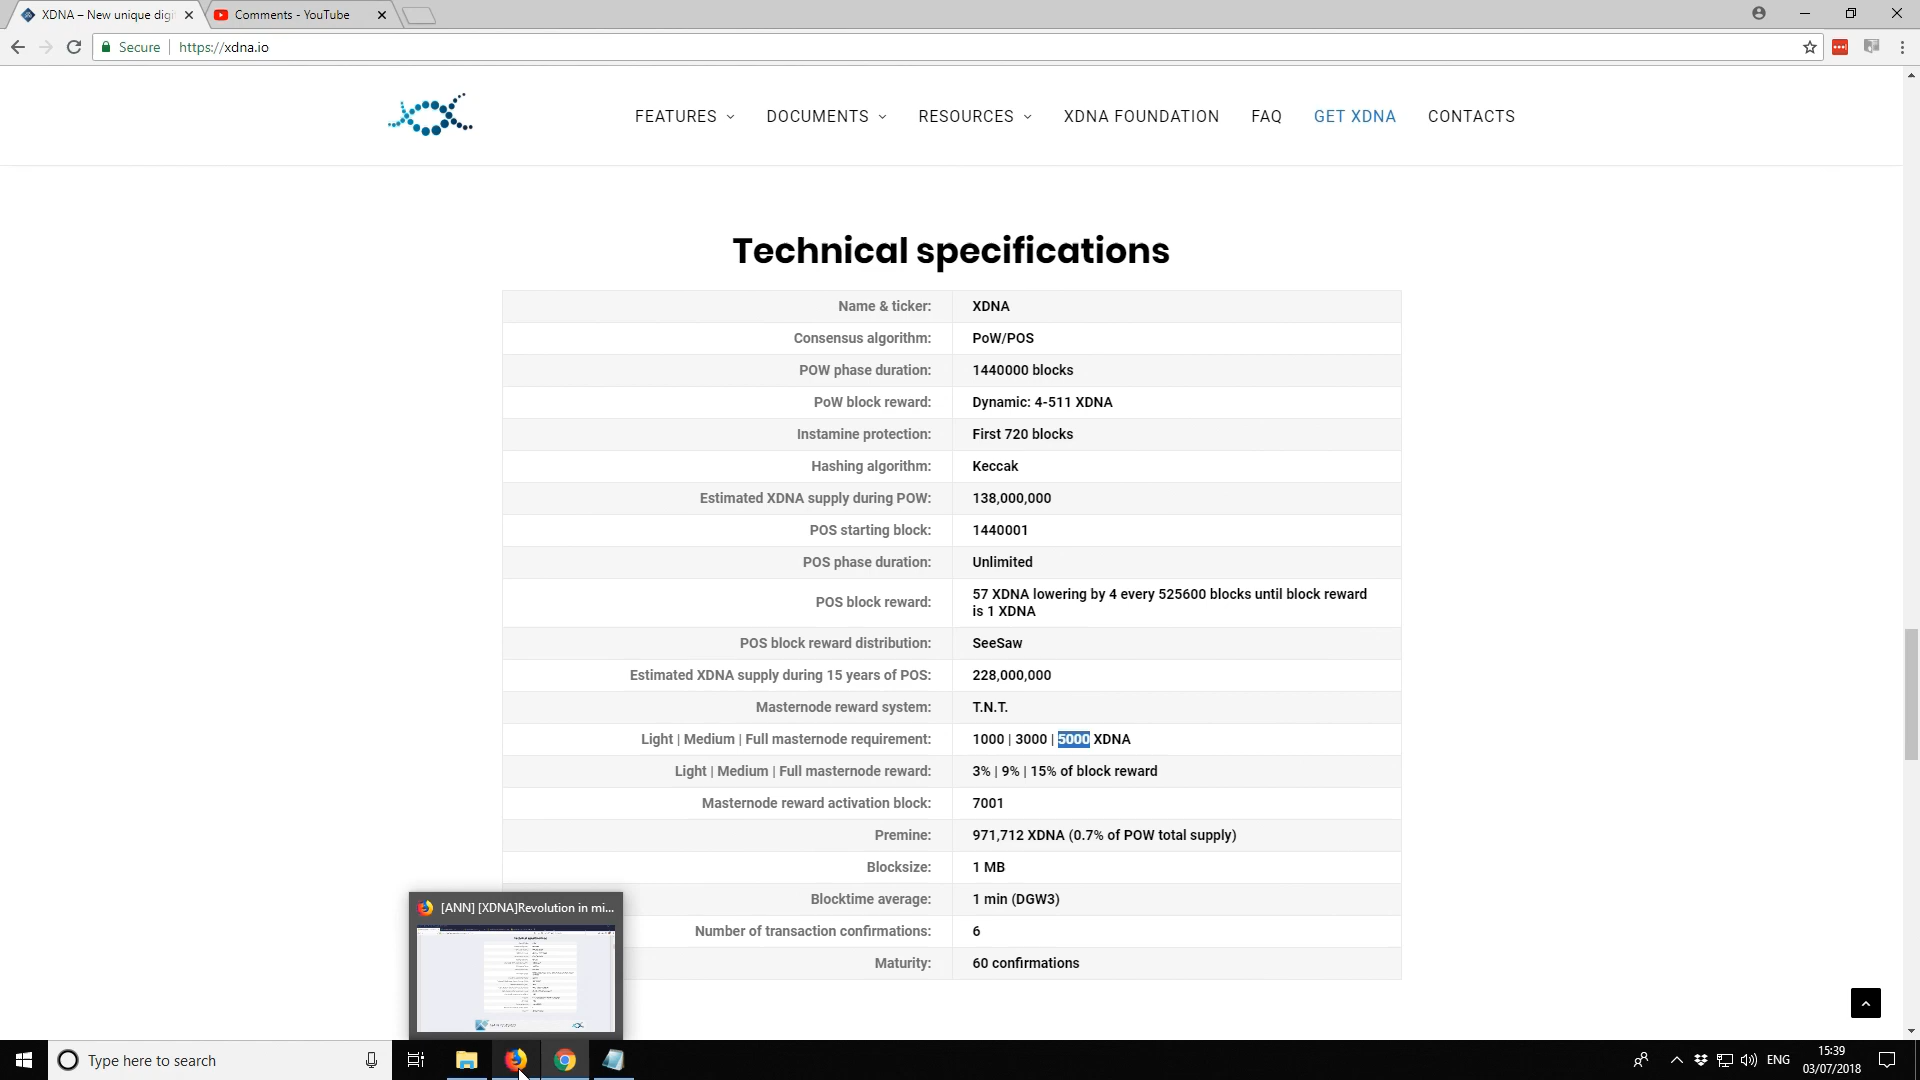 XDNA – New unique digi
Comments - YouTube
Secure
https://xdna.io
FEATURES
DOCUMENTS
RESOURCES
XDNA FOUNDATION
FAQ
GET XDNA
CONTACTS
Technical specifications
Name & ticker: XDNA
Consensus algorithm: PoW/POS
POW phase duration: 1440000 blocks
PoW block reward: Dynamic: 4-511 XDNA
Instamine protection: First 720 blocks
Hashing algorithm: Keccak
Estimated XDNA supply during POW: 138,000,000
POS starting block: 1440001
POS phase duration: Unlimited
POS block reward: 57 XDNA lowering by 4 every 525600 blocks until block reward
is 1 XDNA
POS block reward distribution: SeeSaw
Estimated XDNA supply during 15 years of POS: 228,000,000
Masternode reward system: T.N.T.
Light | Medium | Full masternode requirement: 1000 | 3000 | 5000 XDNA
Light | Medium | Full masternode reward: 3% | 9% | 15% of block reward
Masternode reward activation block: 7001
Premine: 971,712 XDNA (0.7% of POW total supply)
Blocksize: 1 MB
Blocktime average: 1 min (DGW3)
Number of transaction confirmations: 6
Maturity: 60 confirmations
[ANN] [XDNA]Revolution in mi...
Type here to search
ENG
15:39
03/07/2018